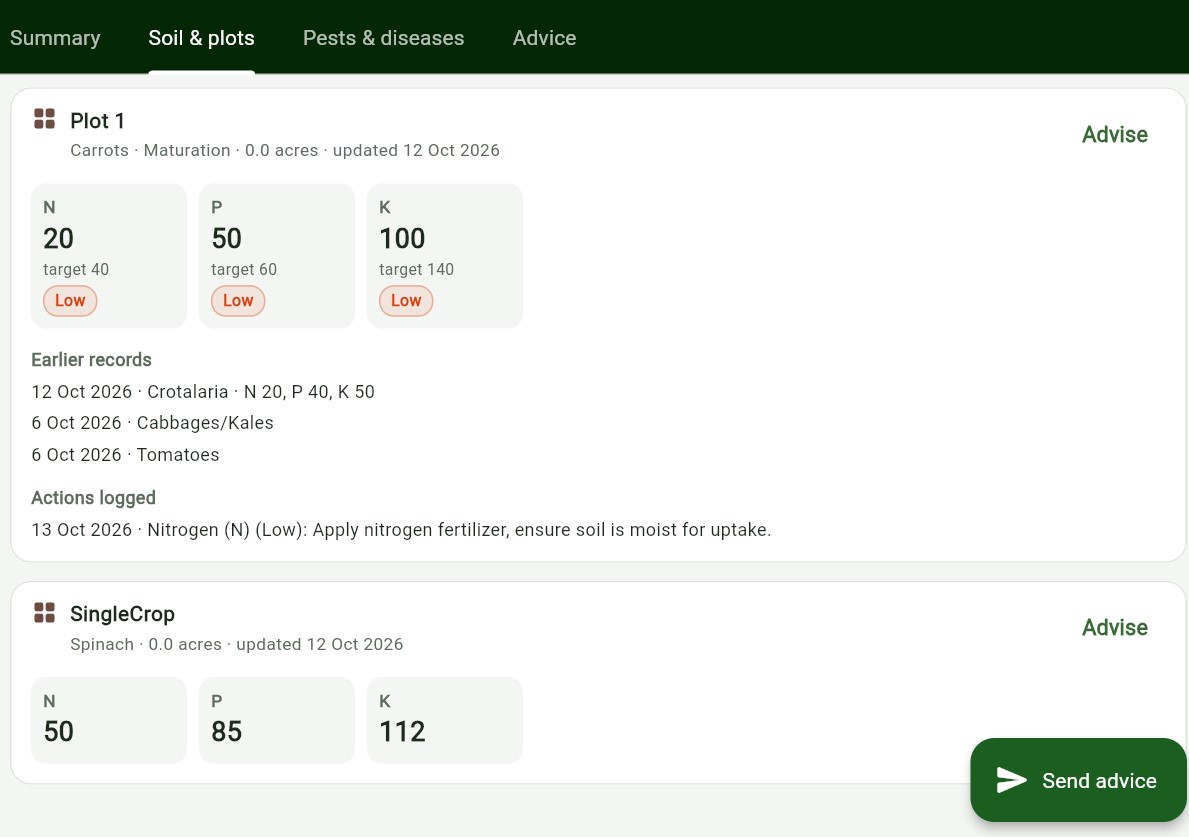 Summary Soil & plots Pests & diseases Advice
Plot 1
Advise
Carrots · Maturation · 0.0 acres · updated 12 Oct 2026
N P K
20 50 100
target 40 target 60 target 140
Low Low Low
Earlier records
12 Oct 2026 · Crotalaria · N 20, P 40, K 50
6 Oct 2026 · Cabbages/Kales
6 Oct 2026 · Tomatoes
Actions logged
13 Oct 2026 · Nitrogen (N) (Low): Apply nitrogen fertilizer, ensure soil is moist for uptake.
SingleCrop
Advise
Spinach · 0.0 acres · updated 12 Oct 2026
N P K
50 85 112
Send advice